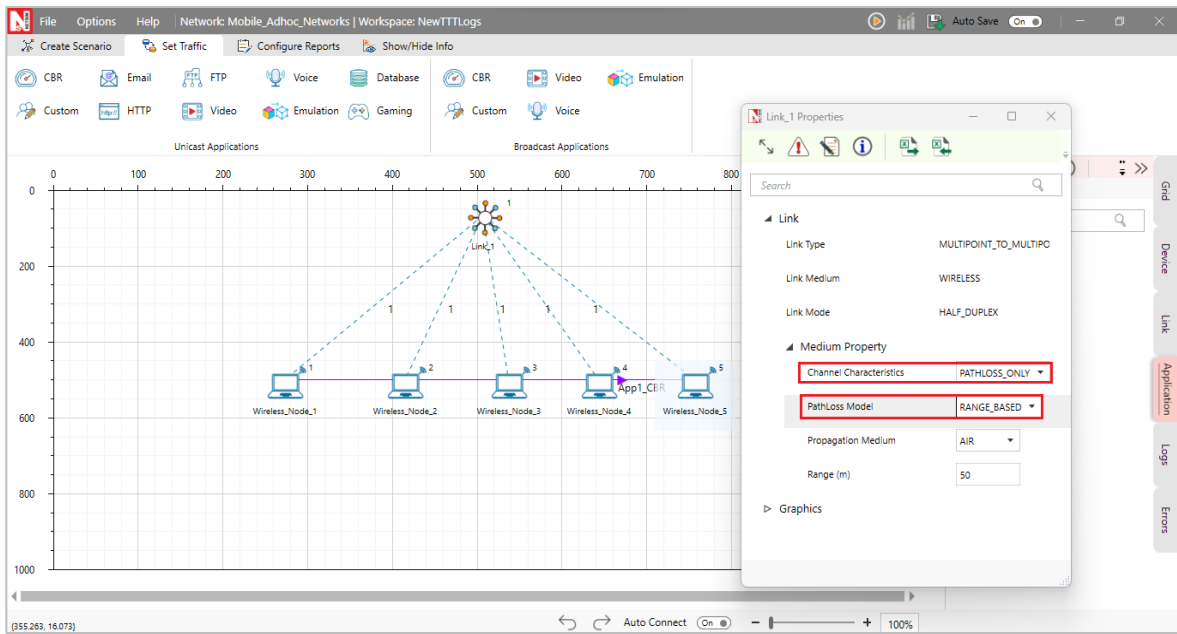 File Options Help Network: Mobile_Adhoc_Networks | Workspace: NewTTTLogs Auto Save On
Create Scenario Set Traffic Configure Reports Show/Hide Info
CBR Email FTP Voice Database CBR Video Emulation
Custom HTTP Video Emulation Gaming Custom Voice
Unicast Applications Broadcast Applications
Link_1 Properties
Search
Link
Link Type MULTIPOINT_TO_MULTIPO
Link Medium WIRELESS
Link Mode HALF_DUPLEX
Medium Property
Channel Characteristics PATHLOSS_ONLY
PathLoss Model RANGE_BASED
Propagation Medium AIR
Range (m) 50
Graphics
0 100 200 300 400 500 600 700 800
0
200
400
600
800
1000
1
Link_1
1 1 1 1 1
1 2 3 4 5
App1_CBR
Wireless_Node_1 Wireless_Node_2 Wireless_Node_3 Wireless_Node_4 Wireless_Node_5
Grid
Device
Link
Application
Logs
Errors
(355.263, 16.073) Auto Connect On 100%